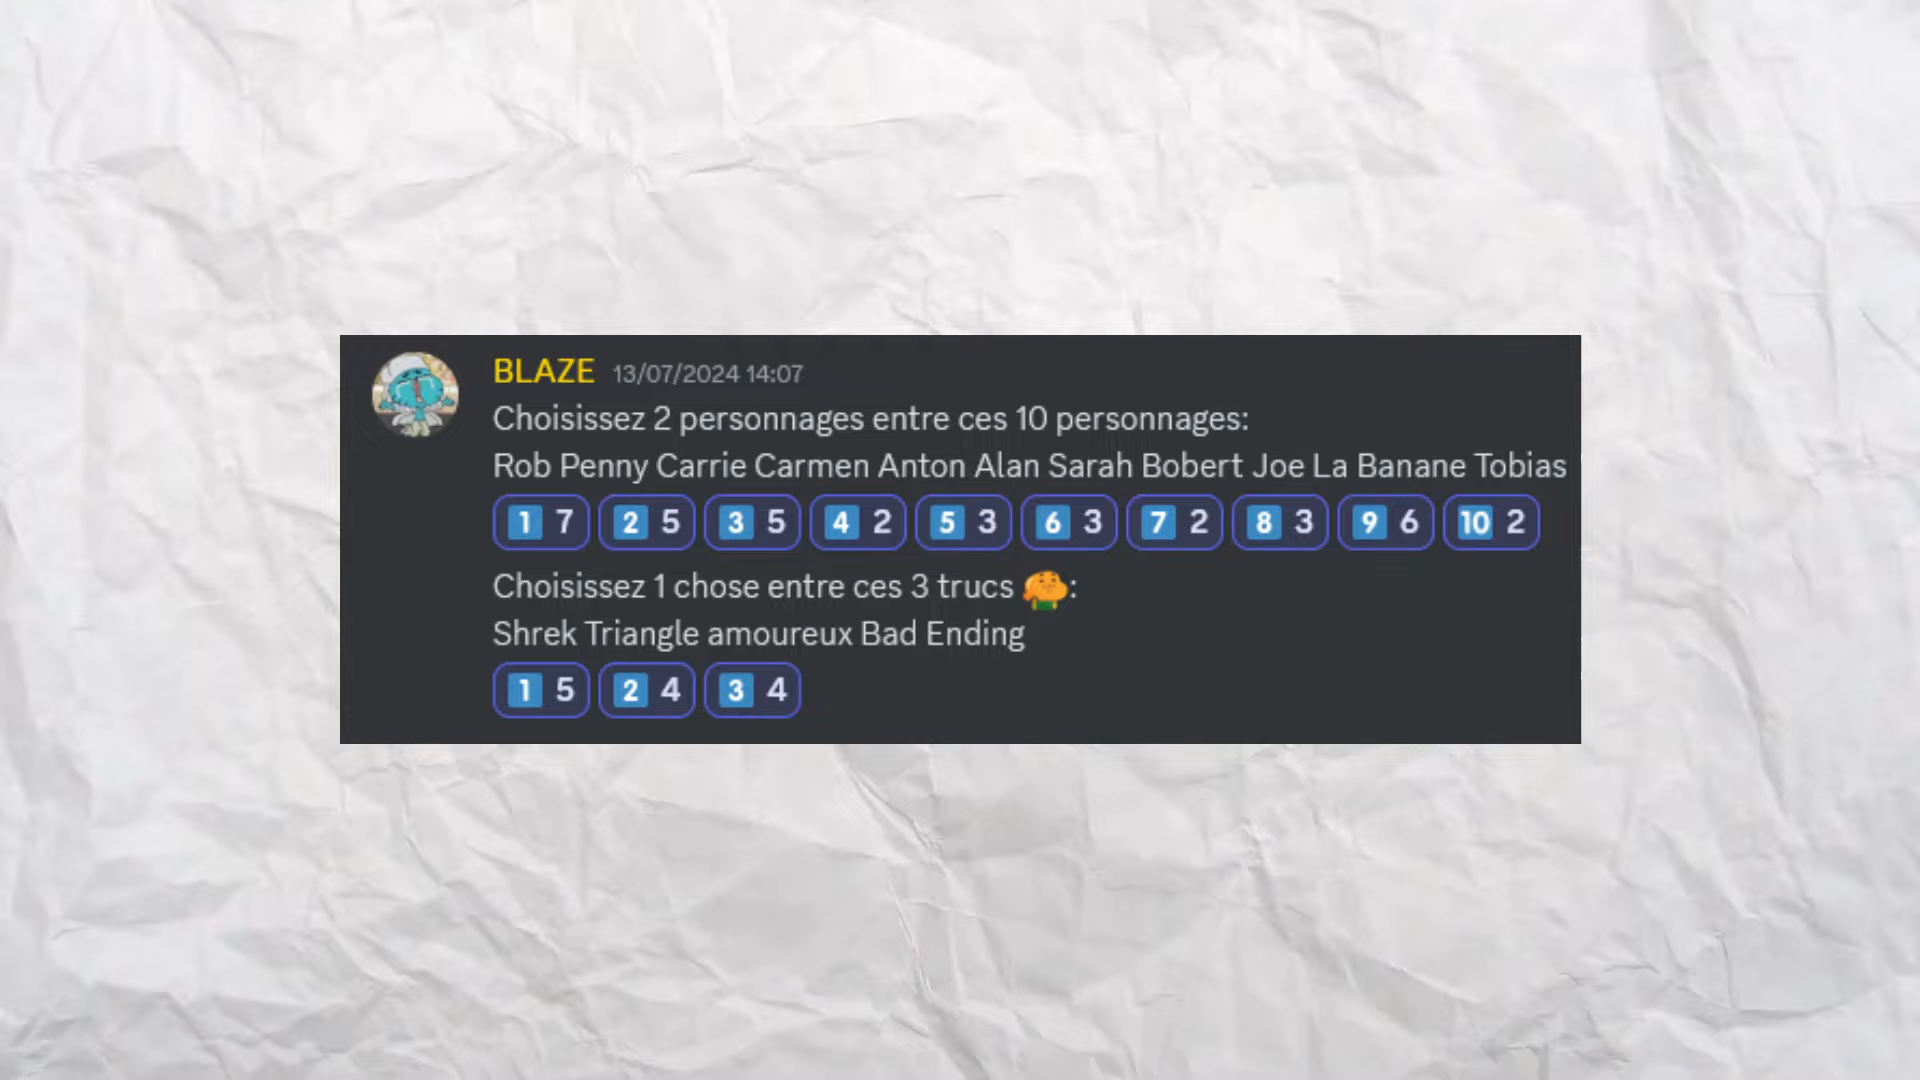 BLAZE 13/07/2024 14:07
Choisissez 2 personnages entre ces 10 personnages:
Rob Penny Carrie Carmen Anton Alan Sarah Bobert Joe La Banane Tobias
1 7 2 5 3 5 4 2 5 3 6 3 7 2 8 3 9 6 10 2
Choisissez 1 chose entre ces 3 trucs :
Shrek Triangle amoureux Bad Ending
1 5 2 4 3 4